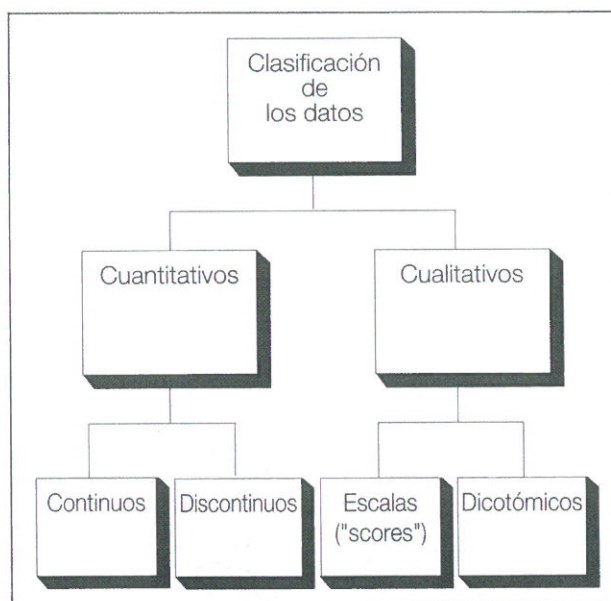 Clasificación
de
los datos
Cuantitativos
Cualitativos
Continuos
Discontinuos
Escalas
("scores")
Dicotómicos